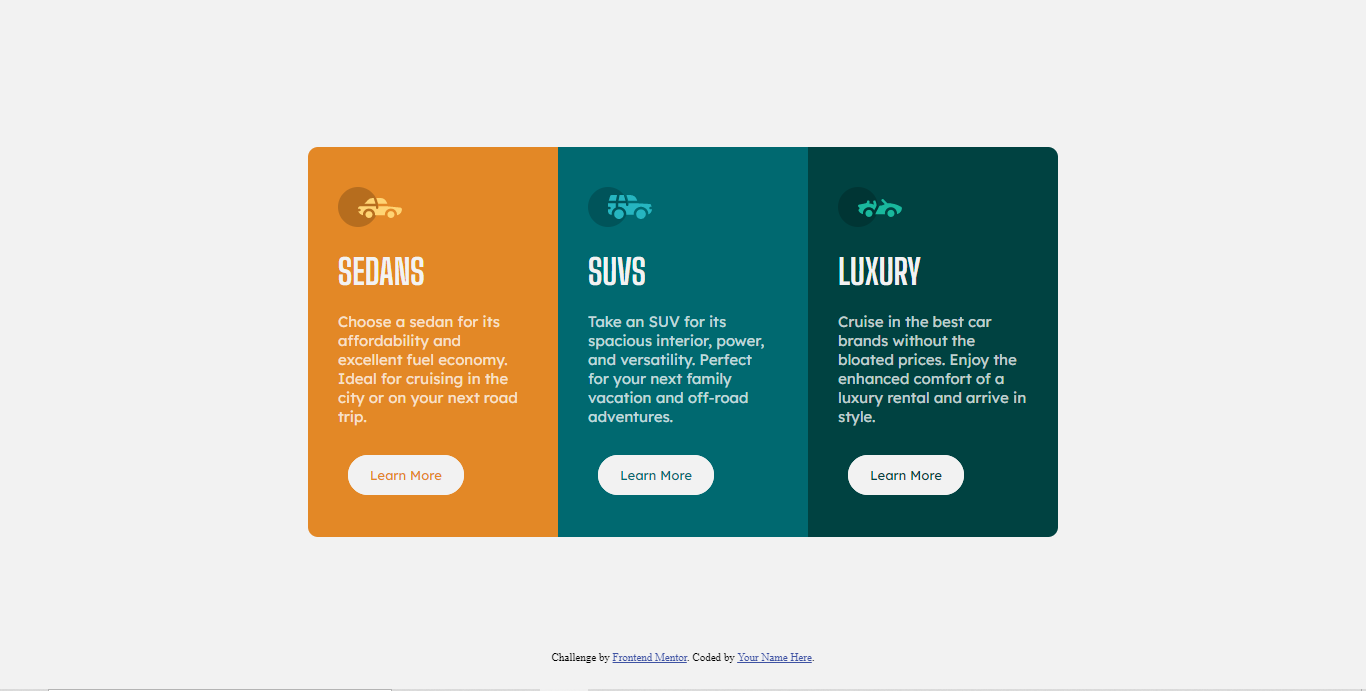 SEDANS
Choose a sedan for its
affordability and
excellent fuel economy.
Ideal for cruising in the
city or on your next road
trip.
Learn More
SUVS
Take an SUV for its
spacious interior, power,
and versatility. Perfect
for your next family
vacation and off-road
adventures.
Learn More
LUXURY
Cruise in the best car
brands without the
bloated prices. Enjoy the
enhanced comfort of a
luxury rental and arrive in
style.
Learn More
Challenge by Frontend Mentor. Coded by Your Name Here.